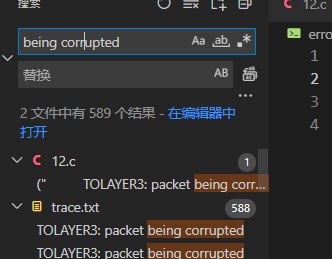 搜索
12.c
being corrupted
Aa ab
erro
1
替换
AB
2
3
4
2 文件中有 589 个结果 - 在编辑器中
打开
C 12.c 1
(" TOLAYER3: packet being corr...
trace.txt 588
TOLAYER3: packet being corrupted
TOLAYER3: packet being corrupted